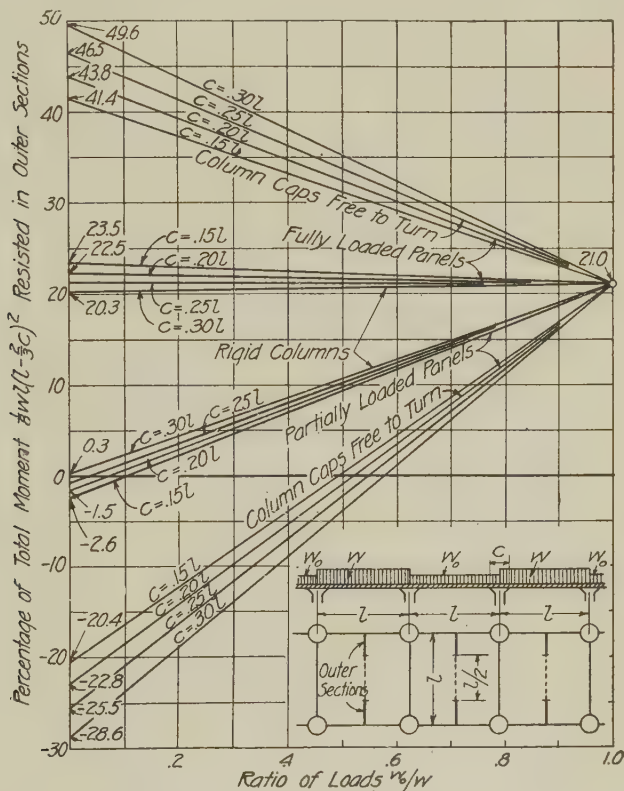 Percentage of Total Moment ⅛wl(l-⅔c)² Resisted in Outer Sections
50
40
30
20
10
0
-10
-20
-30
49.6
46.5
43.8
41.4
C=.30l
C=.25l
C=.20l
C=.15l
Column Caps Free to Turn
Fully Loaded Panels
21.0
23.5
22.5
20.3
C=.15l
C=.20l
C=.25l
C=.30l
Rigid Columns
Partially Loaded Panels
Column Caps Free to Turn
0.3
-1.5
-2.6
C=.30l
C=.25l
C=.20l
C=.15l
-20.4
-22.8
-25.5
-28.6
C=.15l
C=.20l
C=.25l
C=.30l
W₀
W
W₀
C
W
W₀
l
l
l
Outer
Sections
l
l/2
.2
.4
.6
.8
1.0
Ratio of Loads W₀/W